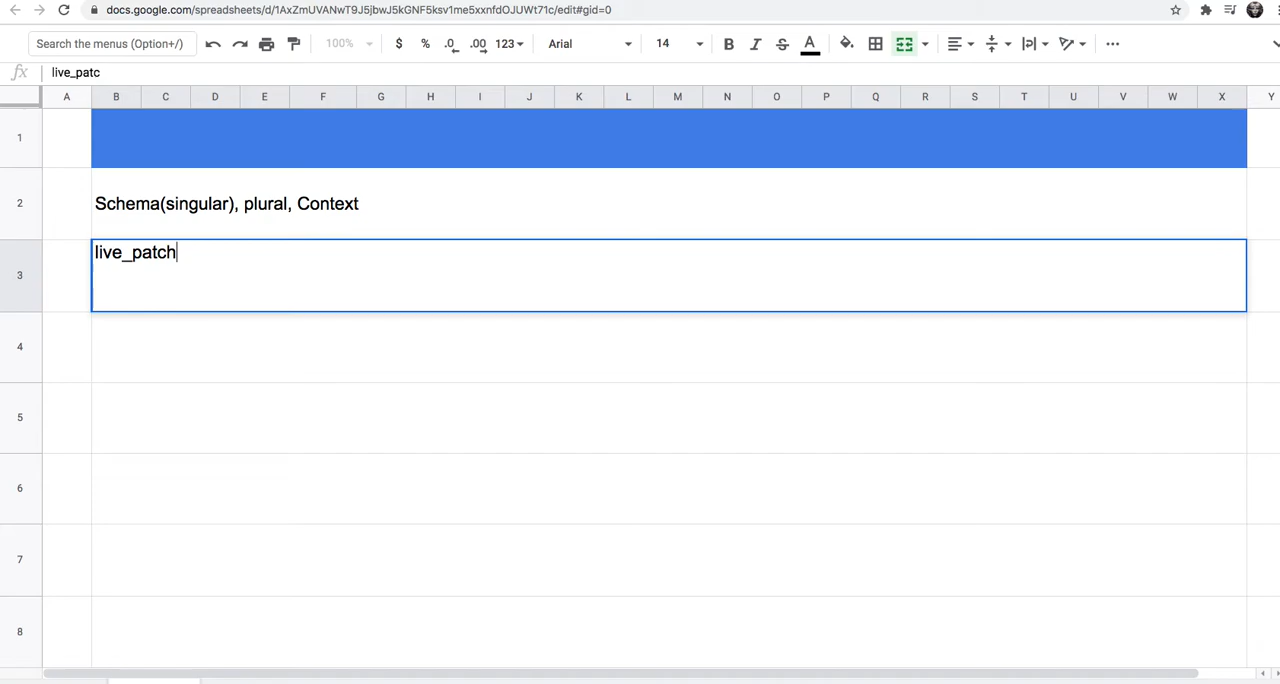 docs.google.com/spreadsheets/d/1AxZmUVANwT9J5jbwJ5kGNF5ksv1me5xxnfdOJUWt71c/edit#gid=0
Search the menus (Option+/) 100% $ % .0 .00 123 Arial 14 B I S A
fx live_patc
A B C D E F G H I J K L M N O P Q R S T U V W X Y
1
2 Schema(singular), plural, Context
3 live_patch
4
5
6
7
8